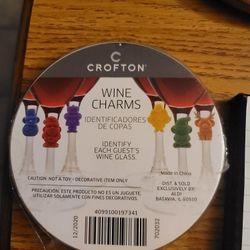 C
CROFTON
WINE
CHARMS
IDENTIFICADORES
DE COPAS
IDENTIFY
EACH GUEST'S
WINE GLASS.
CAUTION: NOT A TOY - DECORATIVE ITEM ONLY
PRECAUCIÓN: ESTE PRODUCTO NO ES UN JUGUETE,
UTILIZAR SOLAMENTE CON FINES DECORATIVOS.
Made in China
DIST. & SOLD
EXCLUSIVELY BY:
ALDI
BATAVIA, IL 60510
12/2020
4099100197341
702032